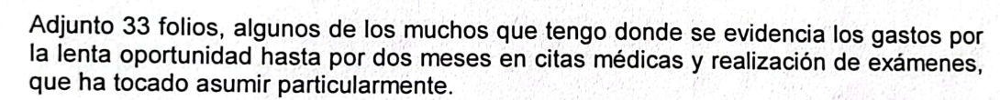 Adjunto 33 folios, algunos de los muchos que tengo donde se evidencia los gastos por
la lenta oportunidad hasta por dos meses en citas médicas y realización de exámenes,
que ha tocado asumir particularmente.